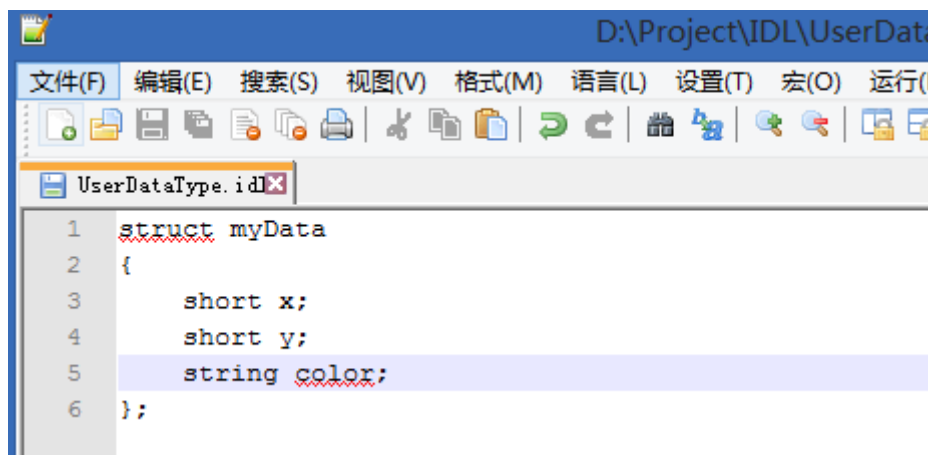 D:\Project\IDL\UserData
文件(F) 编辑(E) 搜索(S) 视图(V) 格式(M) 语言(L) 设置(T) 宏(O) 运行(
UserDataType.idl
1 struct myData
2 {
3 short x;
4 short y;
5 string color;
6 };